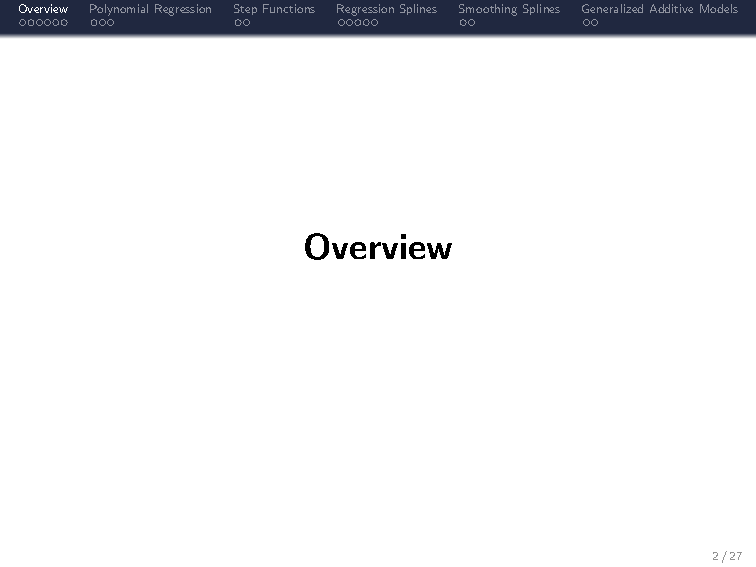 Overview Polynomial Regression Step Functions Regression Splines Smoothing Splines Generalized Additive Models
Overview
2 / 27